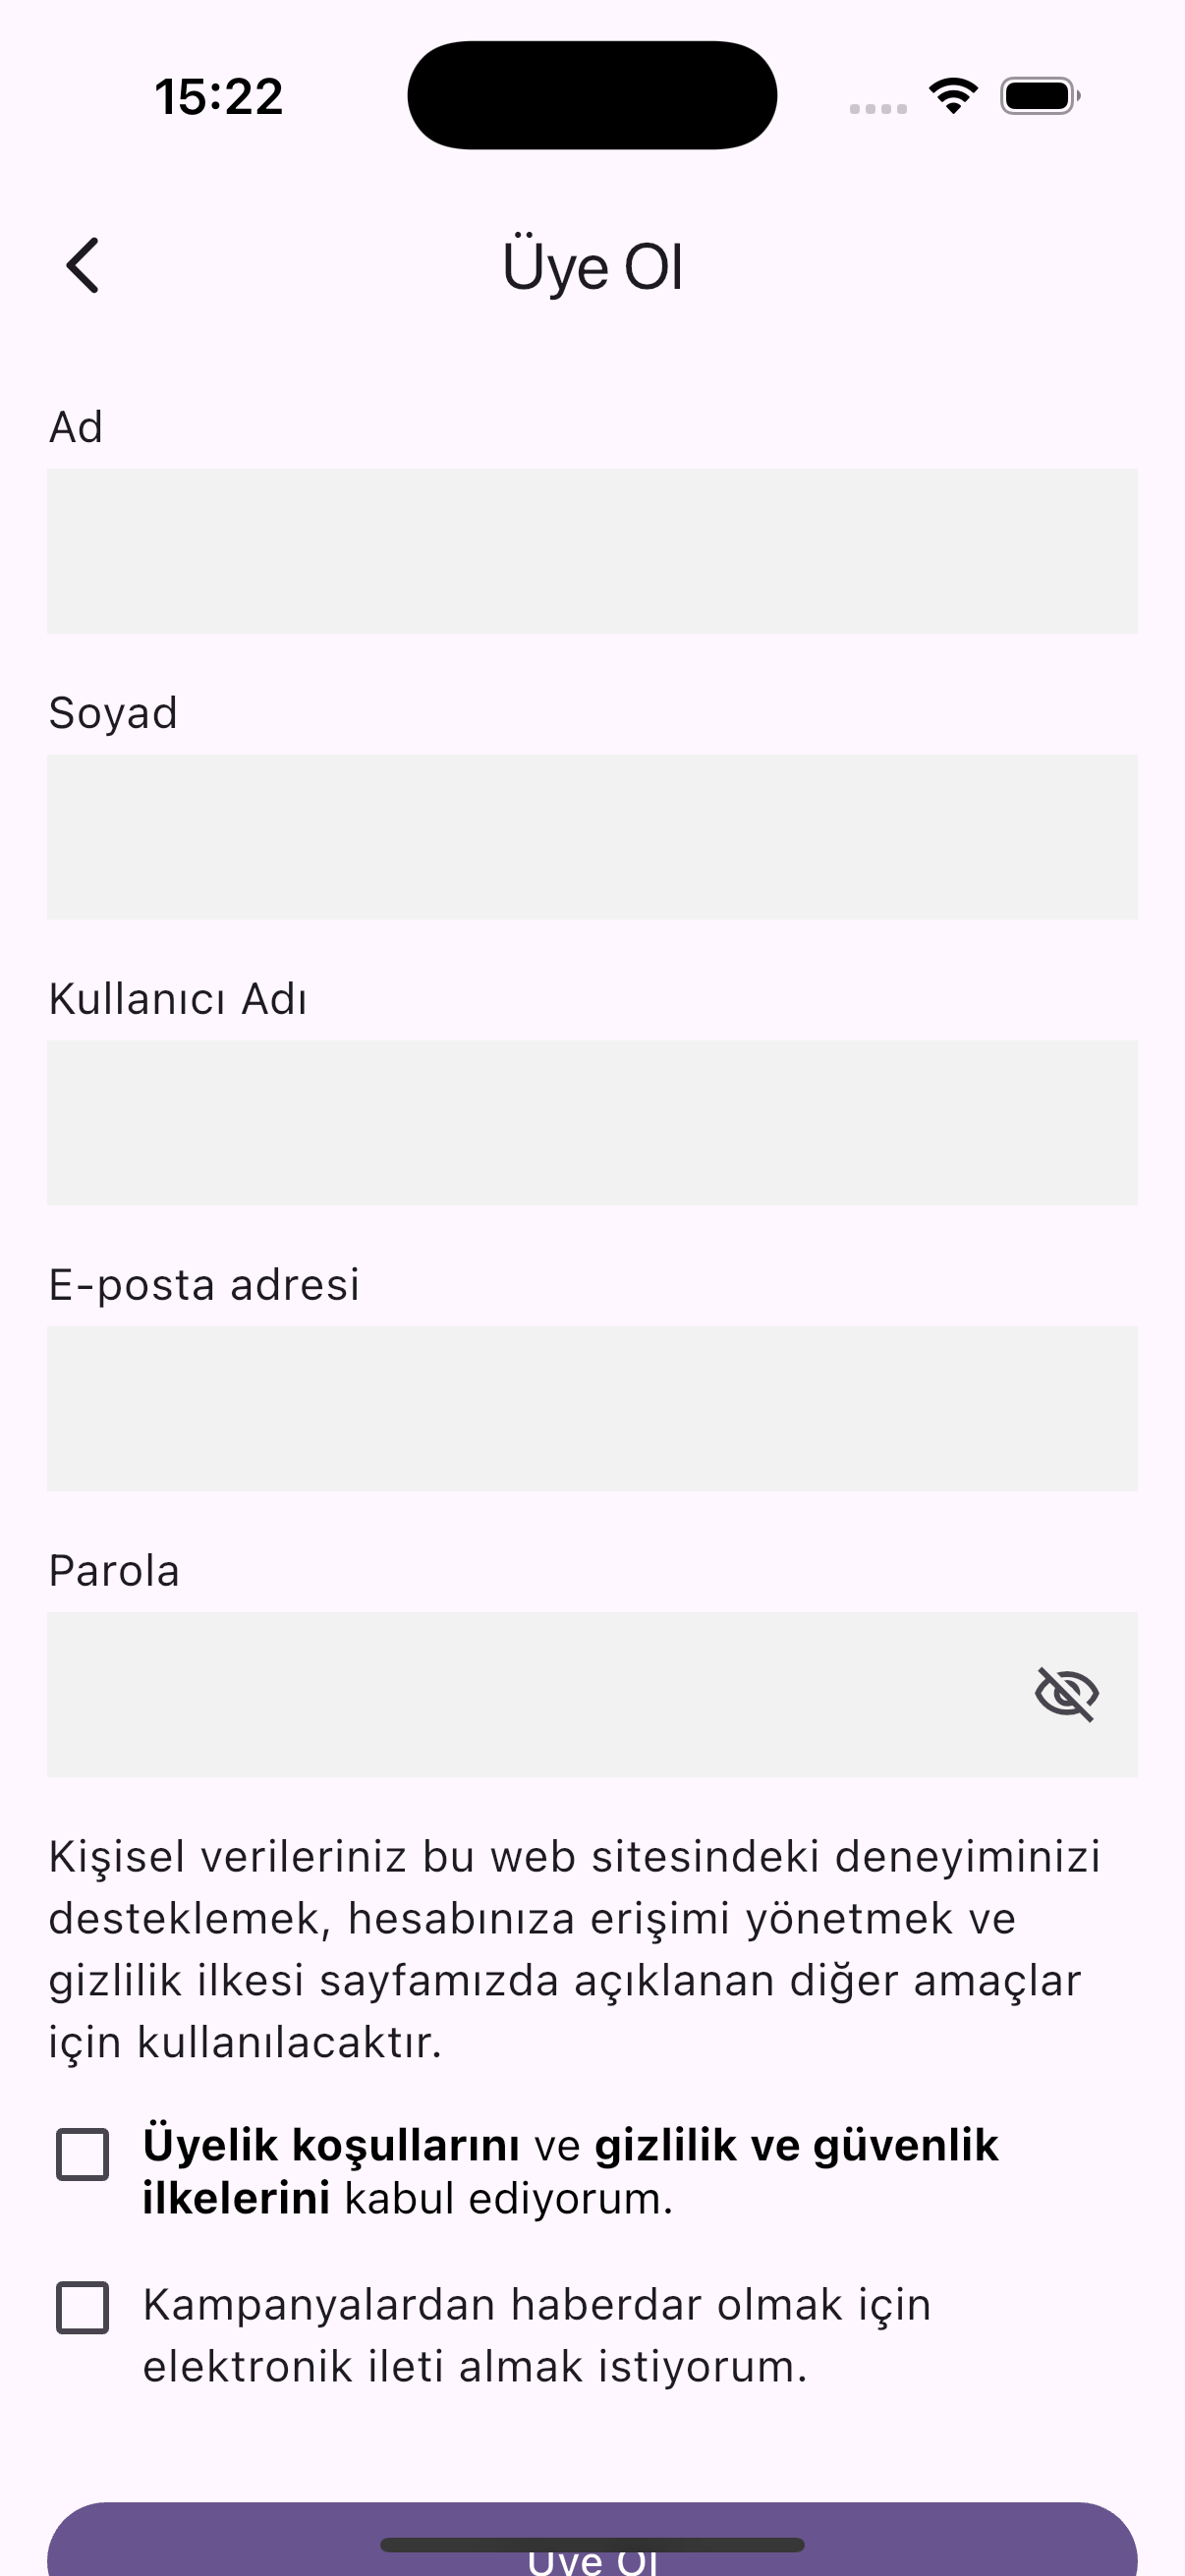 15:22
Üye Ol
Ad
Soyad
Kullanıcı Adı
E-posta adresi
Parola
Kişisel verileriniz bu web sitesindeki deneyiminizi
desteklemek, hesabınıza erişimi yönetmek ve
gizlilik ilkesi sayfamızda açıklanan diğer amaçlar
için kullanılacaktır.
Üyelik koşullarını ve gizlilik ve güvenlik
ilkelerini kabul ediyorum.
Kampanyalardan haberdar olmak için
elektronik ileti almak istiyorum.
Üye Ol